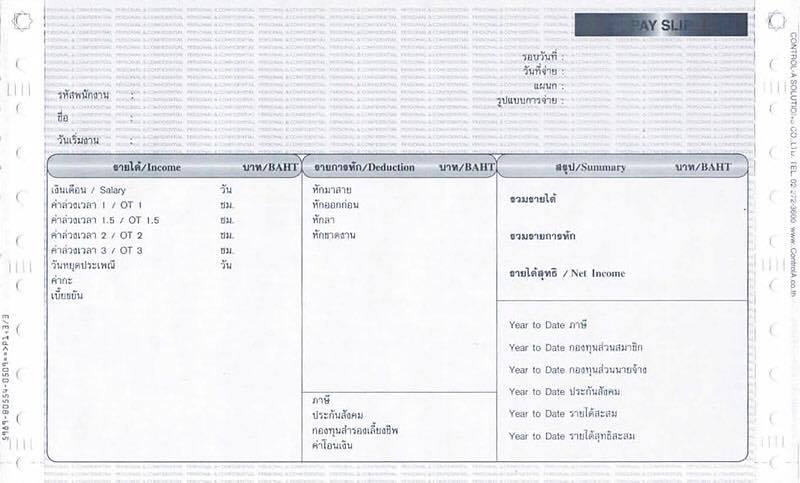 PAY SLIP
รอบวันที่ :
วันที่จ่าย :
แผนก :
รูปแบบการจ่าย :
รหัสพนักงาน :
ชื่อ :
วันเริ่มงาน :
รายได้/Income บาท/BAHT
เงินเดือน / Salary วัน
ค่าล่วงเวลา 1 / OT 1 ชม.
ค่าล่วงเวลา 1.5 / OT 1.5 ชม.
ค่าล่วงเวลา 2 / OT 2 ชม.
ค่าล่วงเวลา 3 / OT 3 ชม.
วันหยุดประเพณี วัน
ค่ากะ
เบี้ยขยัน
รายการหัก/Deduction บาท/BAHT
หักมาสาย
หักออกก่อน
หักลา
หักขาดงาน
ภาษี
ประกันสังคม
กองทุนสำรองเลี้ยงชีพ
ค่าโอนเงิน
สรุป/Summary บาท/BAHT
รวมรายได้
รวมรายการหัก
รายได้สุทธิ / Net Income
Year to Date ภาษี
Year to Date กองทุนส่วนสมาชิก
Year to Date กองทุนส่วนนายจ้าง
Year to Date ประกันสังคม
Year to Date รายได้สะสม
Year to Date รายได้สุทธิสะสม
CONTROL-A SOLUTIONS CO.,LTD. TEL. 02-272-3600 www.ControlA.co.th
PERSONAL & CONFIDENTIAL